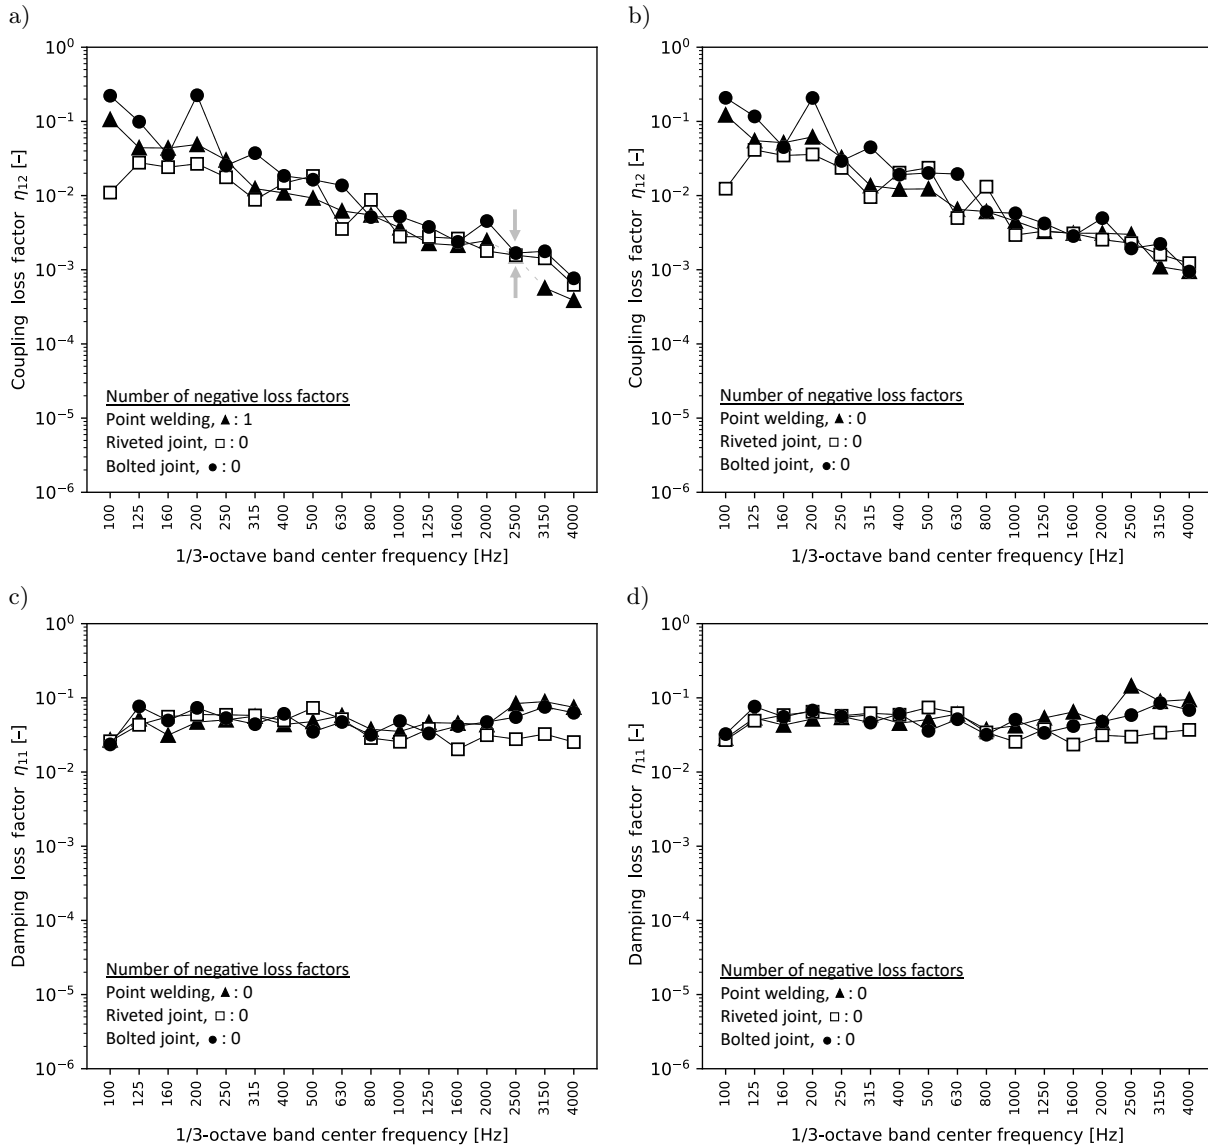 a)
Coupling loss factor η12 [–]
10^0
10^-1
10^-2
10^-3
10^-4
10^-5
10^-6
Number of negative loss factors
Point welding, ▲: 1
Riveted joint, □: 0
Bolted joint, ●: 0
100 125 160 200 250 315 400 500 630 800 1000 1250 1600 2000 2500 3150 4000
1/3-octave band center frequency [Hz]
b)
Coupling loss factor η12 [–]
10^0
10^-1
10^-2
10^-3
10^-4
10^-5
10^-6
Number of negative loss factors
Point welding, ▲: 0
Riveted joint, □: 0
Bolted joint, ●: 0
100 125 160 200 250 315 400 500 630 800 1000 1250 1600 2000 2500 3150 4000
1/3-octave band center frequency [Hz]
c)
Damping loss factor η11 [–]
10^0
10^-1
10^-2
10^-3
10^-4
10^-5
10^-6
Number of negative loss factors
Point welding, ▲: 0
Riveted joint, □: 0
Bolted joint, ●: 0
100 125 160 200 250 315 400 500 630 800 1000 1250 1600 2000 2500 3150 4000
1/3-octave band center frequency [Hz]
d)
Damping loss factor η11 [–]
10^0
10^-1
10^-2
10^-3
10^-4
10^-5
10^-6
Number of negative loss factors
Point welding, ▲: 0
Riveted joint, □: 0
Bolted joint, ●: 0
100 125 160 200 250 315 400 500 630 800 1000 1250 1600 2000 2500 3150 4000
1/3-octave band center frequency [Hz]